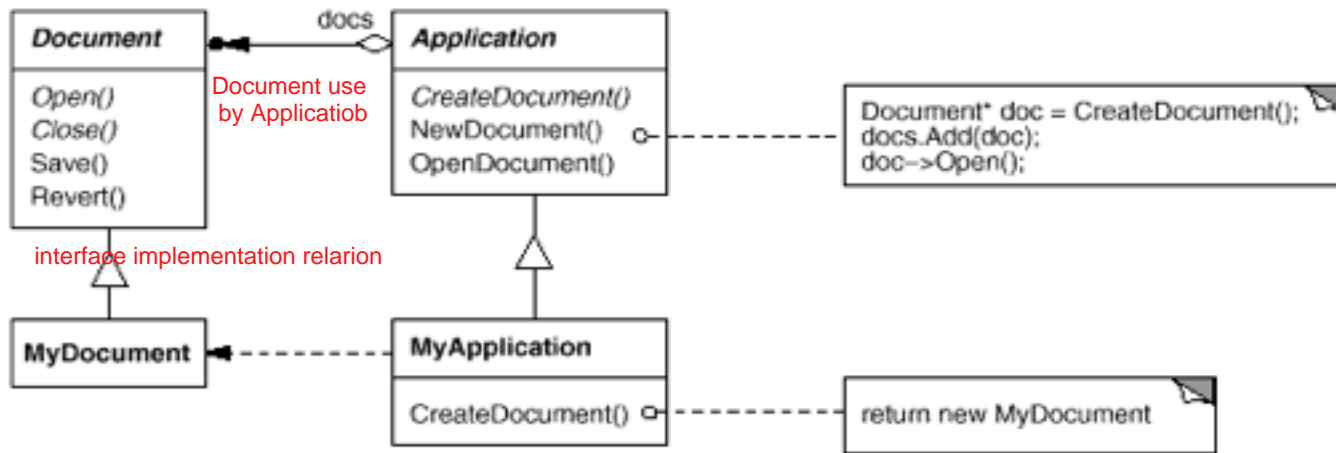 docs
Document
Open()
Close()
Save()
Revert()
Document use
by Applicatiob
Application
CreateDocument()
NewDocument()
OpenDocument()
Document* doc = CreateDocument();
docs.Add(doc);
doc->Open();
interface implementation relarion
MyDocument
MyApplication
CreateDocument()
return new MyDocument